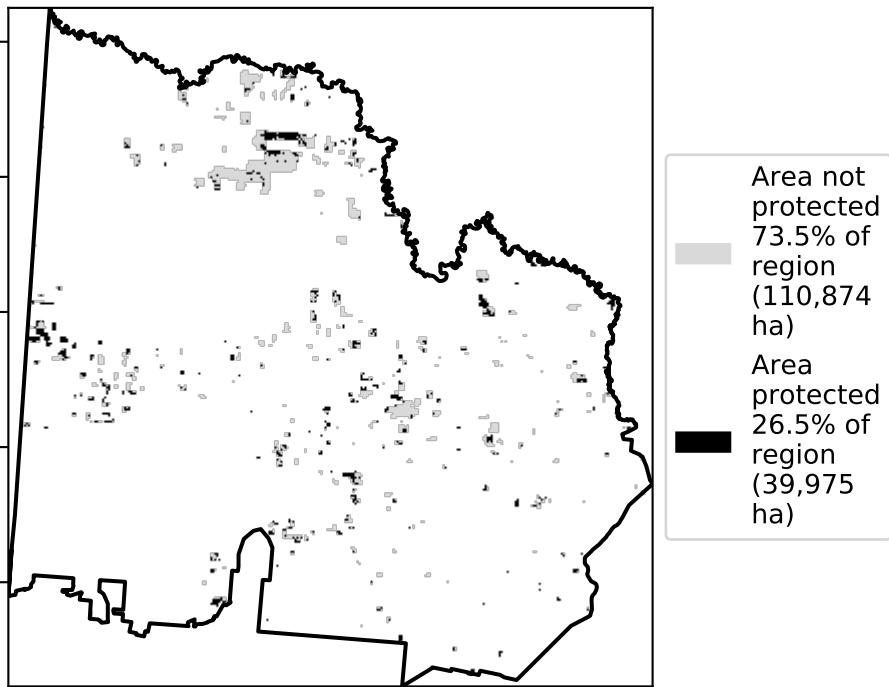 Area not
protected
73.5% of
region
(110,874
ha)
Area
protected
26.5% of
region
(39,975
ha)